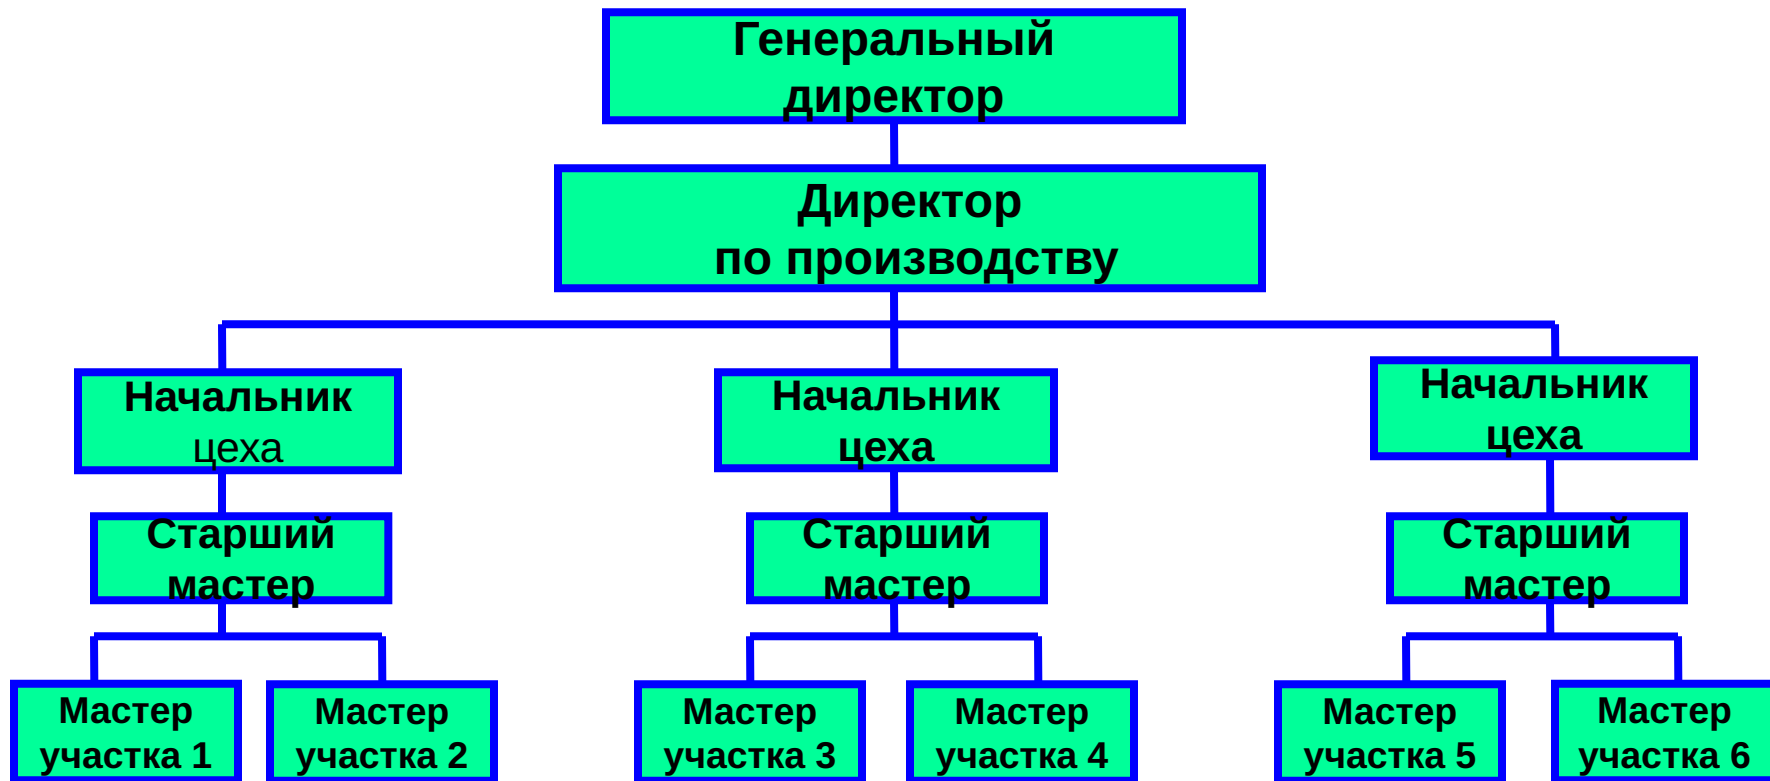 Генеральный
директор
Директор
по производству
Начальник
цеха
Начальник
цеха
Начальник
цеха
Старший
мастер
Старший
мастер
Старший
мастер
Мастер
участка 1
Мастер
участка 2
Мастер
участка 3
Мастер
участка 4
Мастер
участка 5
Мастер
участка 6